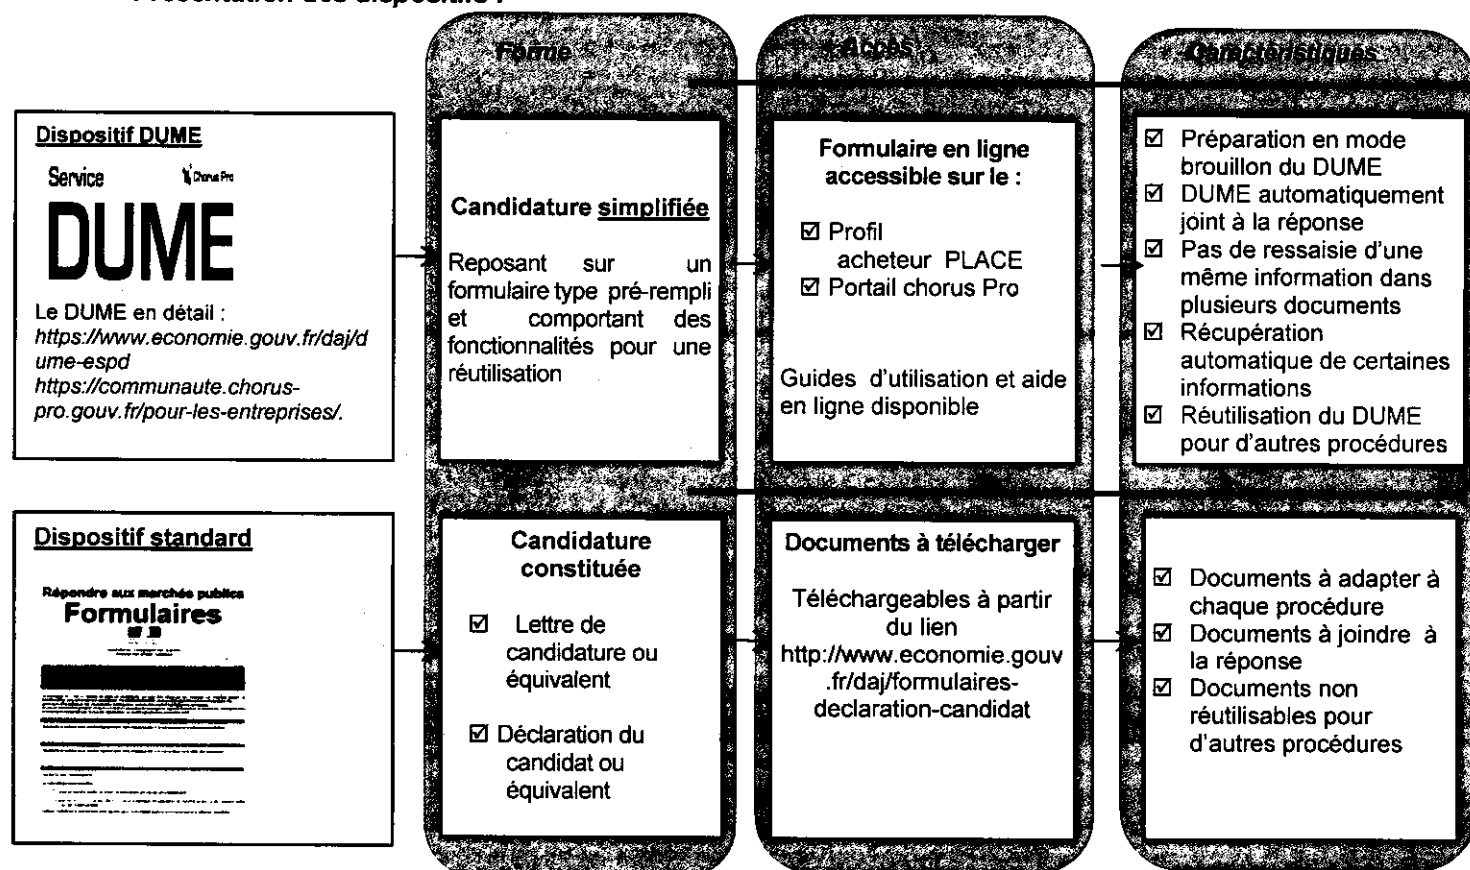 Présentation des dispositifs :
Forme
Accès
Caractéristiques
Dispositif DUME
Service
Chorus Pro
DUME
Le DUME en détail :
https://www.economie.gouv.fr/daj/d
ume-espd
https://communaute.chorus-
pro.gouv.fr/pour-les-entreprises/.
Candidature simplifiée
Reposant sur un
formulaire type pré-rempli
et comportant des
fonctionnalités pour une
réutilisation
Formulaire en ligne
accessible sur le :
☑ Profil
acheteur PLACE
☑ Portail chorus Pro
Guides d'utilisation et aide
en ligne disponible
☑ Préparation en mode
brouillon du DUME
☑ DUME automatiquement
joint à la réponse
☑ Pas de ressaisie d'une
même information dans
plusieurs documents
☑ Récupération
automatique de certaines
informations
☑ Réutilisation du DUME
pour d'autres procédures
Dispositif standard
Répondre aux marchés publics
Formulaires
Candidature
constituée
☑ Lettre de
candidature ou
équivalent
☑ Déclaration du
candidat ou
équivalent
Documents à télécharger
Téléchargeables à partir
du lien
http://www.economie.gouv
.fr/daj/formulaires-
declaration-candidat
☑ Documents à adapter à
chaque procédure
☑ Documents à joindre à
la réponse
☑ Documents non
réutilisables pour
d'autres procédures